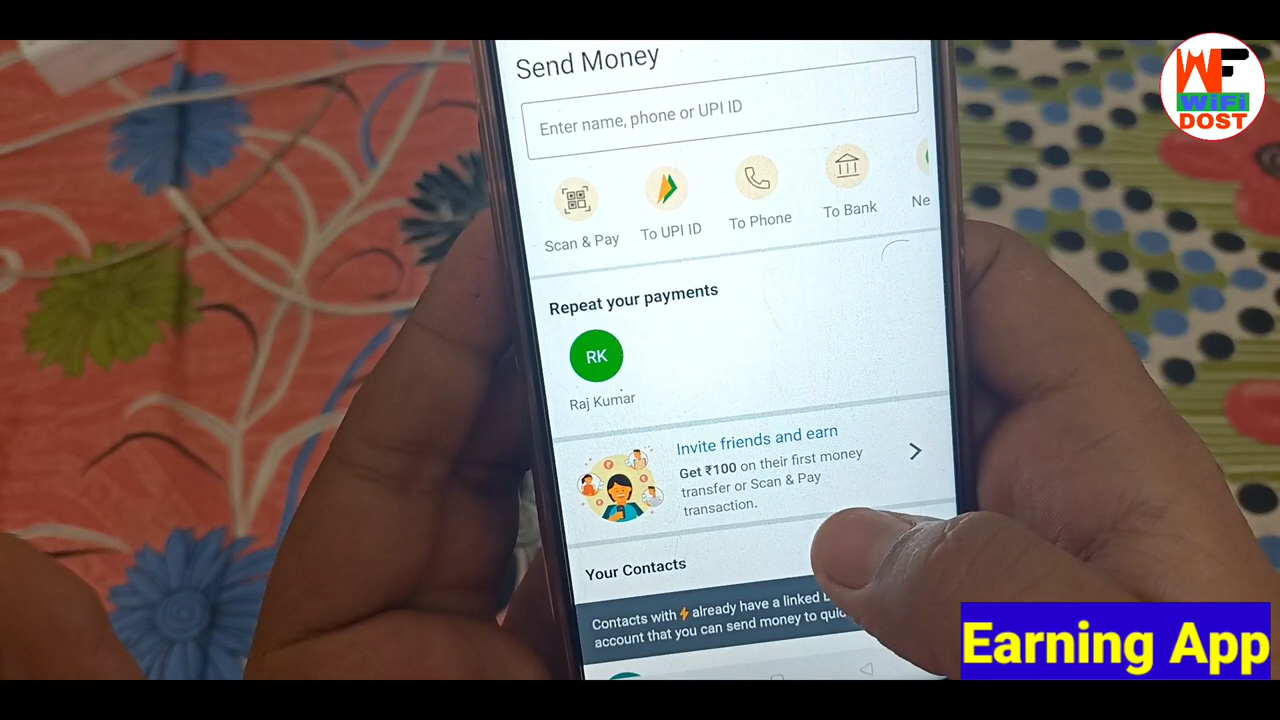 Send Money
Enter name, phone or UPI ID
Scan & Pay
To UPI ID
To Phone
To Bank
Ne
Repeat your payments
RK
Raj Kumar
Invite friends and earn
Get ₹100 on their first money
transfer or Scan & Pay
transaction.
Your Contacts
Contacts with already have a linked
account that you can send money to quic
WF
WiFi
DOST
Earning App